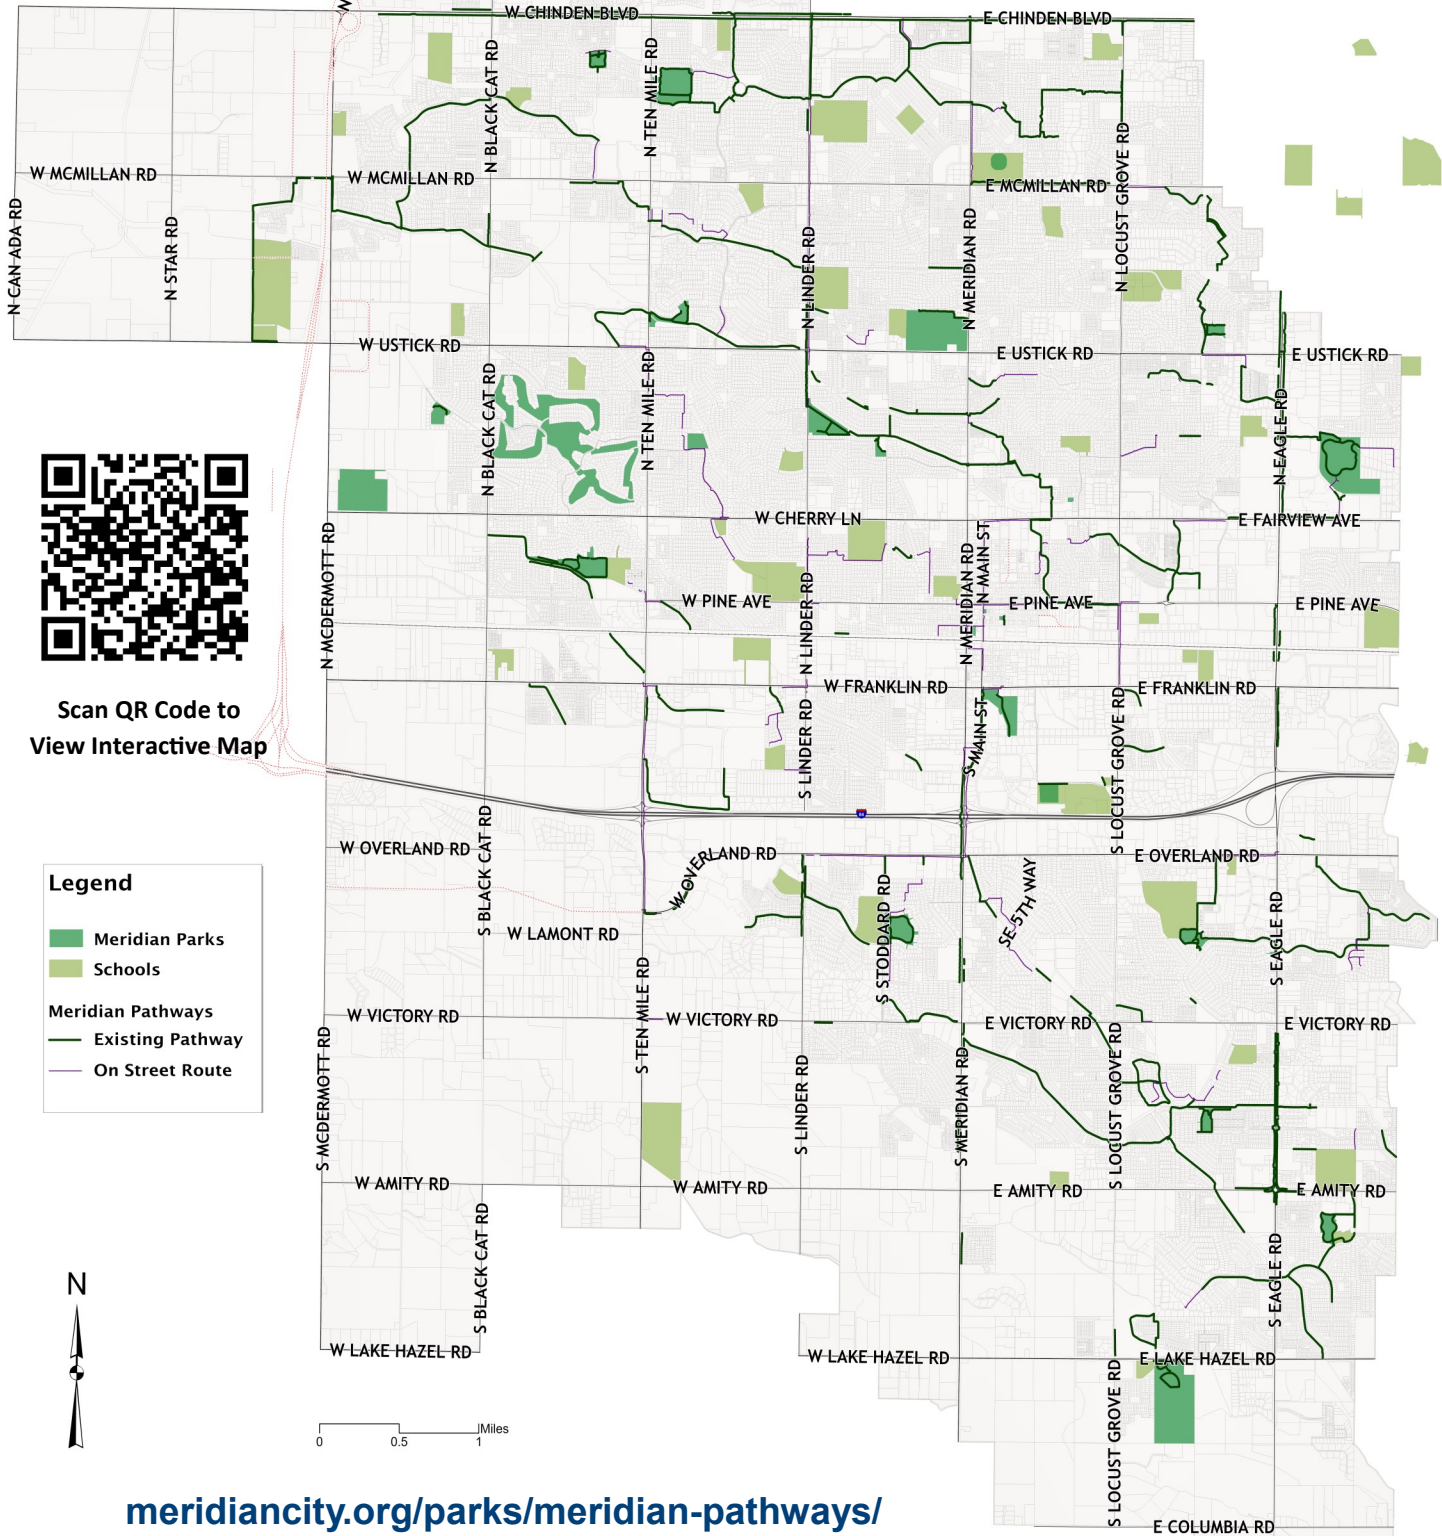 W CHINDEN BLVD
E CHINDEN BLVD
N BLACK CAT RD
N TEN MILE RD
W MCMILLAN RD
W MCMILLAN RD
E MCMILLAN RD
N LOCUST GROVE RD
N CAN ADA RD
N STAR RD
N LINDER RD
N MERIDIAN RD
W USTICK RD
E USTICK RD
E USTICK RD
N BLACK CAT RD
N TEN MILE RD
N EAGLE RD
W CHERRY LN
E FAIRVIEW AVE
N MCDERMOTT RD
N LINDER RD
N MERIDIAN RD
N MAIN ST
W PINE AVE
E PINE AVE
E PINE AVE
W FRANKLIN RD
E FRANKLIN RD
Scan QR Code to
View Interactive Map
S LINDER RD
S MAIN ST
S LOCUST GROVE RD
84
W OVERLAND RD
S BLACK CAT RD
W OVERLAND RD
E OVERLAND RD
Legend
Meridian Parks
Schools
Meridian Pathways
Existing Pathway
On Street Route
W LAMONT RD
S STODDARD RD
SE 5TH WAY
S EAGLE RD
S TEN MILE RD
W VICTORY RD
W VICTORY RD
E VICTORY RD
E VICTORY RD
S MCDERMOTT RD
S LINDER RD
S MERIDIAN RD
S LOCUST GROVE RD
W AMITY RD
W AMITY RD
E AMITY RD
E AMITY RD
S BLACK CAT RD
S EAGLE RD
N
W LAKE HAZEL RD
W LAKE HAZEL RD
E LAKE HAZEL RD
S LOCUST GROVE RD
Miles
0 0.5 1
meridiancity.org/parks/meridian-pathways/
E COLUMBIA RD